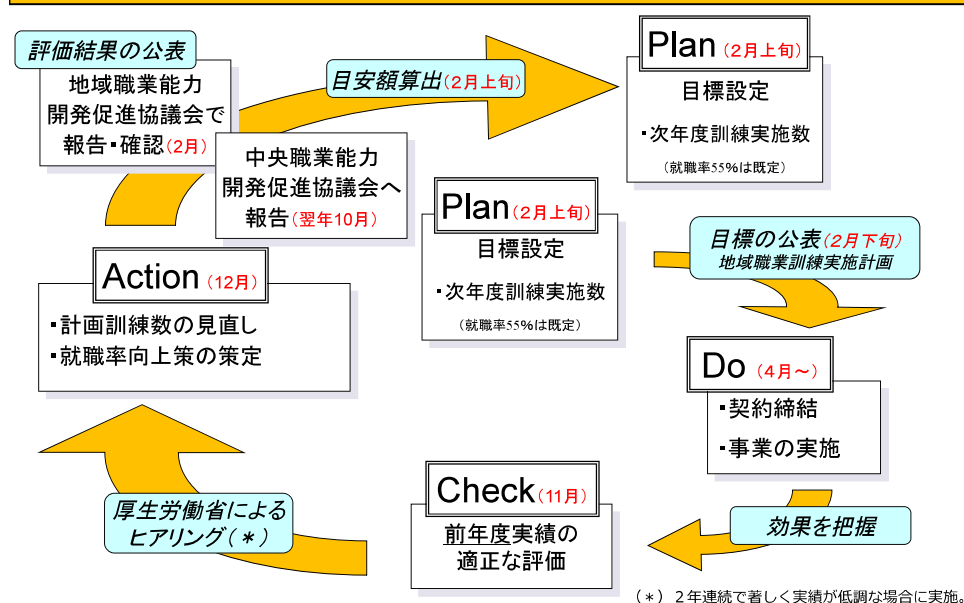 評価結果の公表
地域職業能力
開発促進協議会で
報告・確認(2月)
中央職業能力
開発促進協議会へ
報告(翌年10月)
目安額算出(2月上旬)
Plan(2月上旬)
目標設定
・次年度訓練実施数
(就職率55%は既定)
Plan(2月上旬)
目標設定
・次年度訓練実施数
(就職率55%は既定)
目標の公表(2月下旬)
地域職業訓練実施計画
Action(12月)
・計画訓練数の見直し
・就職率向上策の策定
Do(4月～)
・契約締結
・事業の実施
Check(11月)
前年度実績の
適正な評価
厚生労働省による
ヒアリング(＊)
効果を把握
(＊)２年連続で著しく実績が低調な場合に実施。